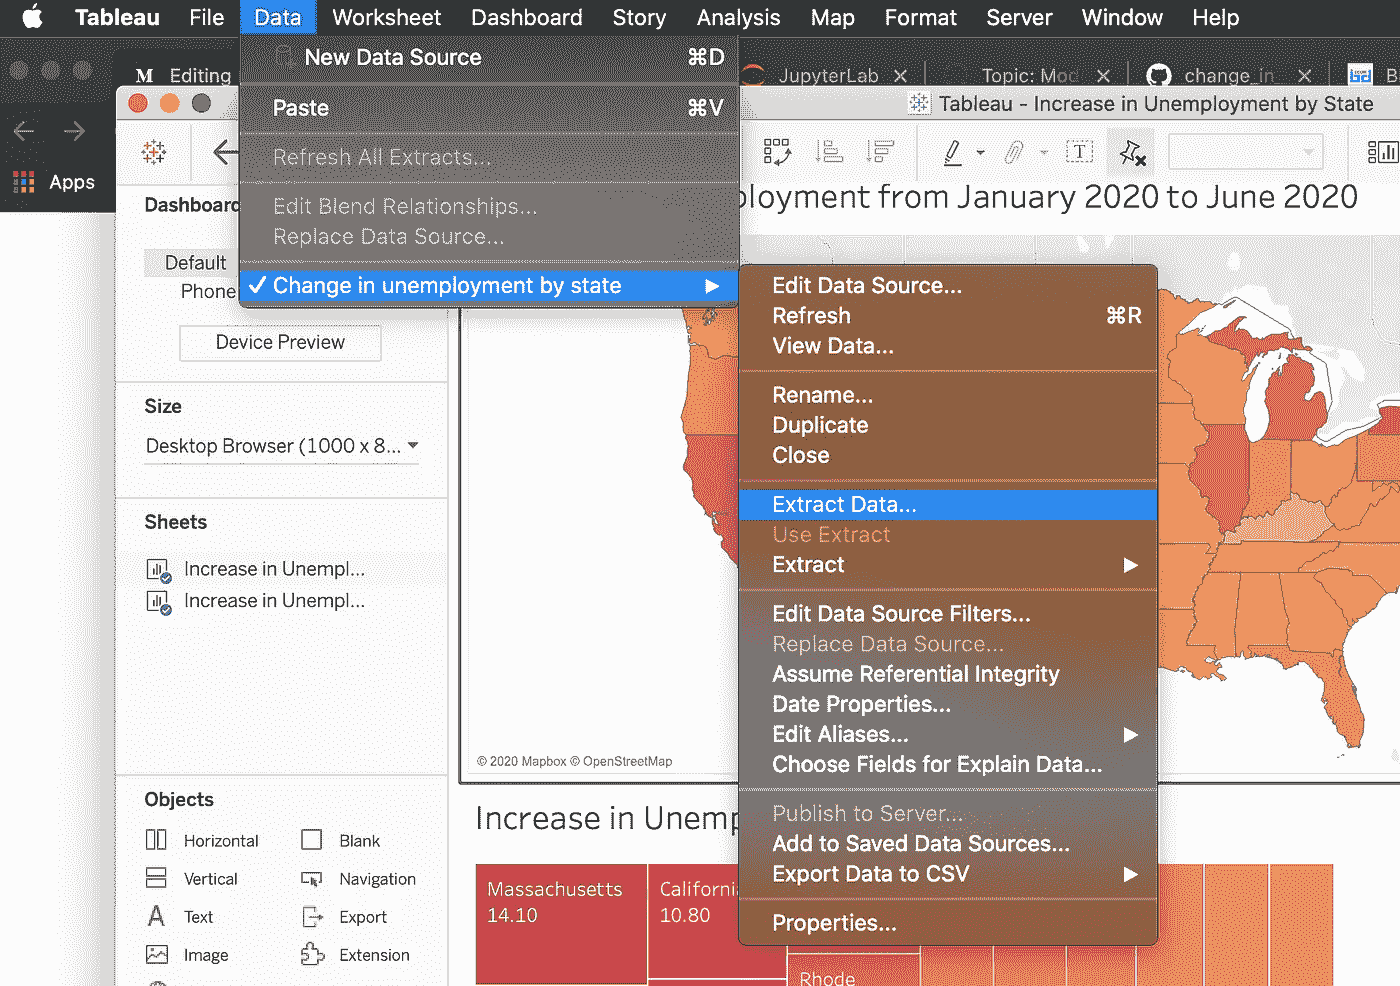 Tableau File Data Worksheet Dashboard Story Analysis Map Format Server Window Help
M Editing
JupyterLab
Topic: Mod
change_in
B
New Data Source ⌘D
Paste ⌘V
Refresh All Extracts...
Edit Blend Relationships...
Replace Data Source...
✓ Change in unemployment by state
Tableau - Increase in Unemployment by State
Apps
Dashboard
Default
Phone
Device Preview
Size
Desktop Browser (1000 x 8...
Sheets
Increase in Unempl...
Increase in Unempl...
Objects
Horizontal
Blank
Vertical
Navigation
Text
Export
Image
Extension
ployment from January 2020 to June 2020
Edit Data Source...
Refresh ⌘R
View Data...
Rename...
Duplicate
Close
Extract Data...
Use Extract
Extract
Edit Data Source Filters...
Replace Data Source...
Assume Referential Integrity
Date Properties...
Edit Aliases...
Choose Fields for Explain Data...
Publish to Server...
Add to Saved Data Sources...
Export Data to CSV
Properties...
© 2020 Mapbox © OpenStreetMap
Increase in Unemp
Massachusetts
14.10
California
10.80
Rhode